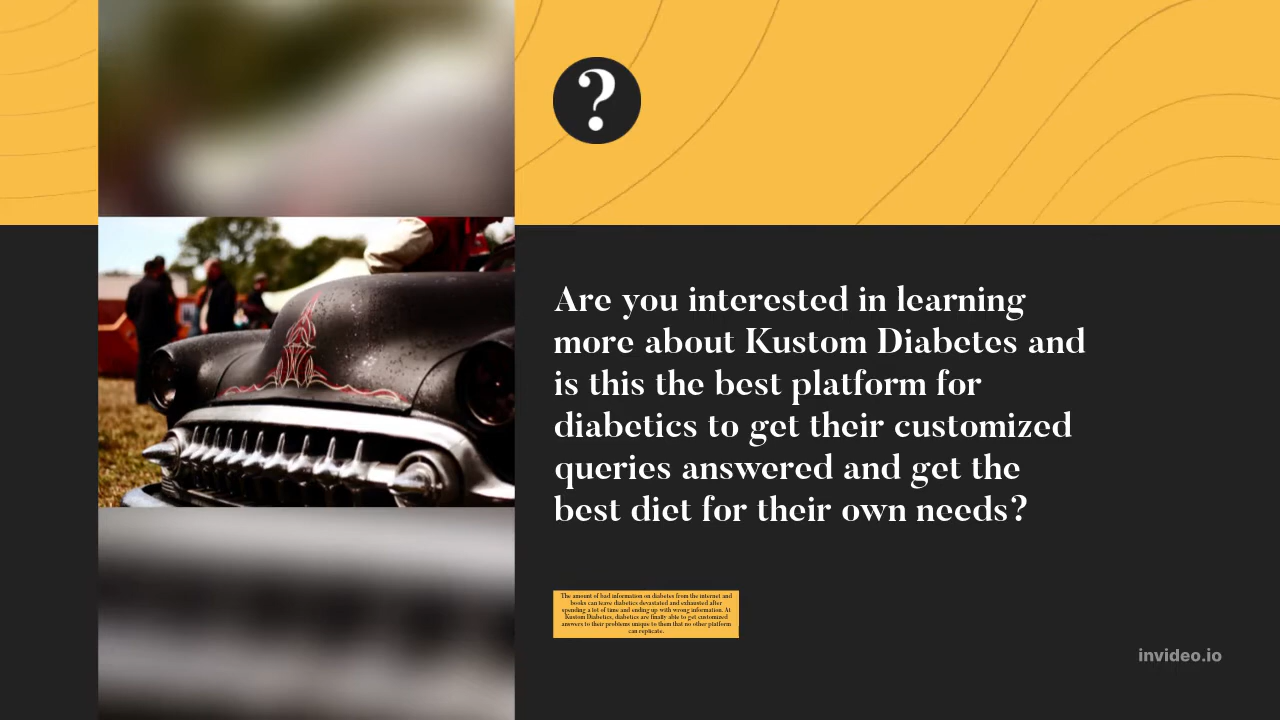 ?
Are you interested in learning
more about Kustom Diabetes and
is this the best platform for
diabetics to get their customized
queries answered and get the
best diet for their own needs?
The amount of bad information on diabetes from the internet and
books can leave diabetics devastated and exhausted after
spending a lot of time and ending up with wrong information. At
Kustom Diabetics, diabetics are finally able to get customized
answers to their problems unique to them that no other platform
can replicate.
invideo.io